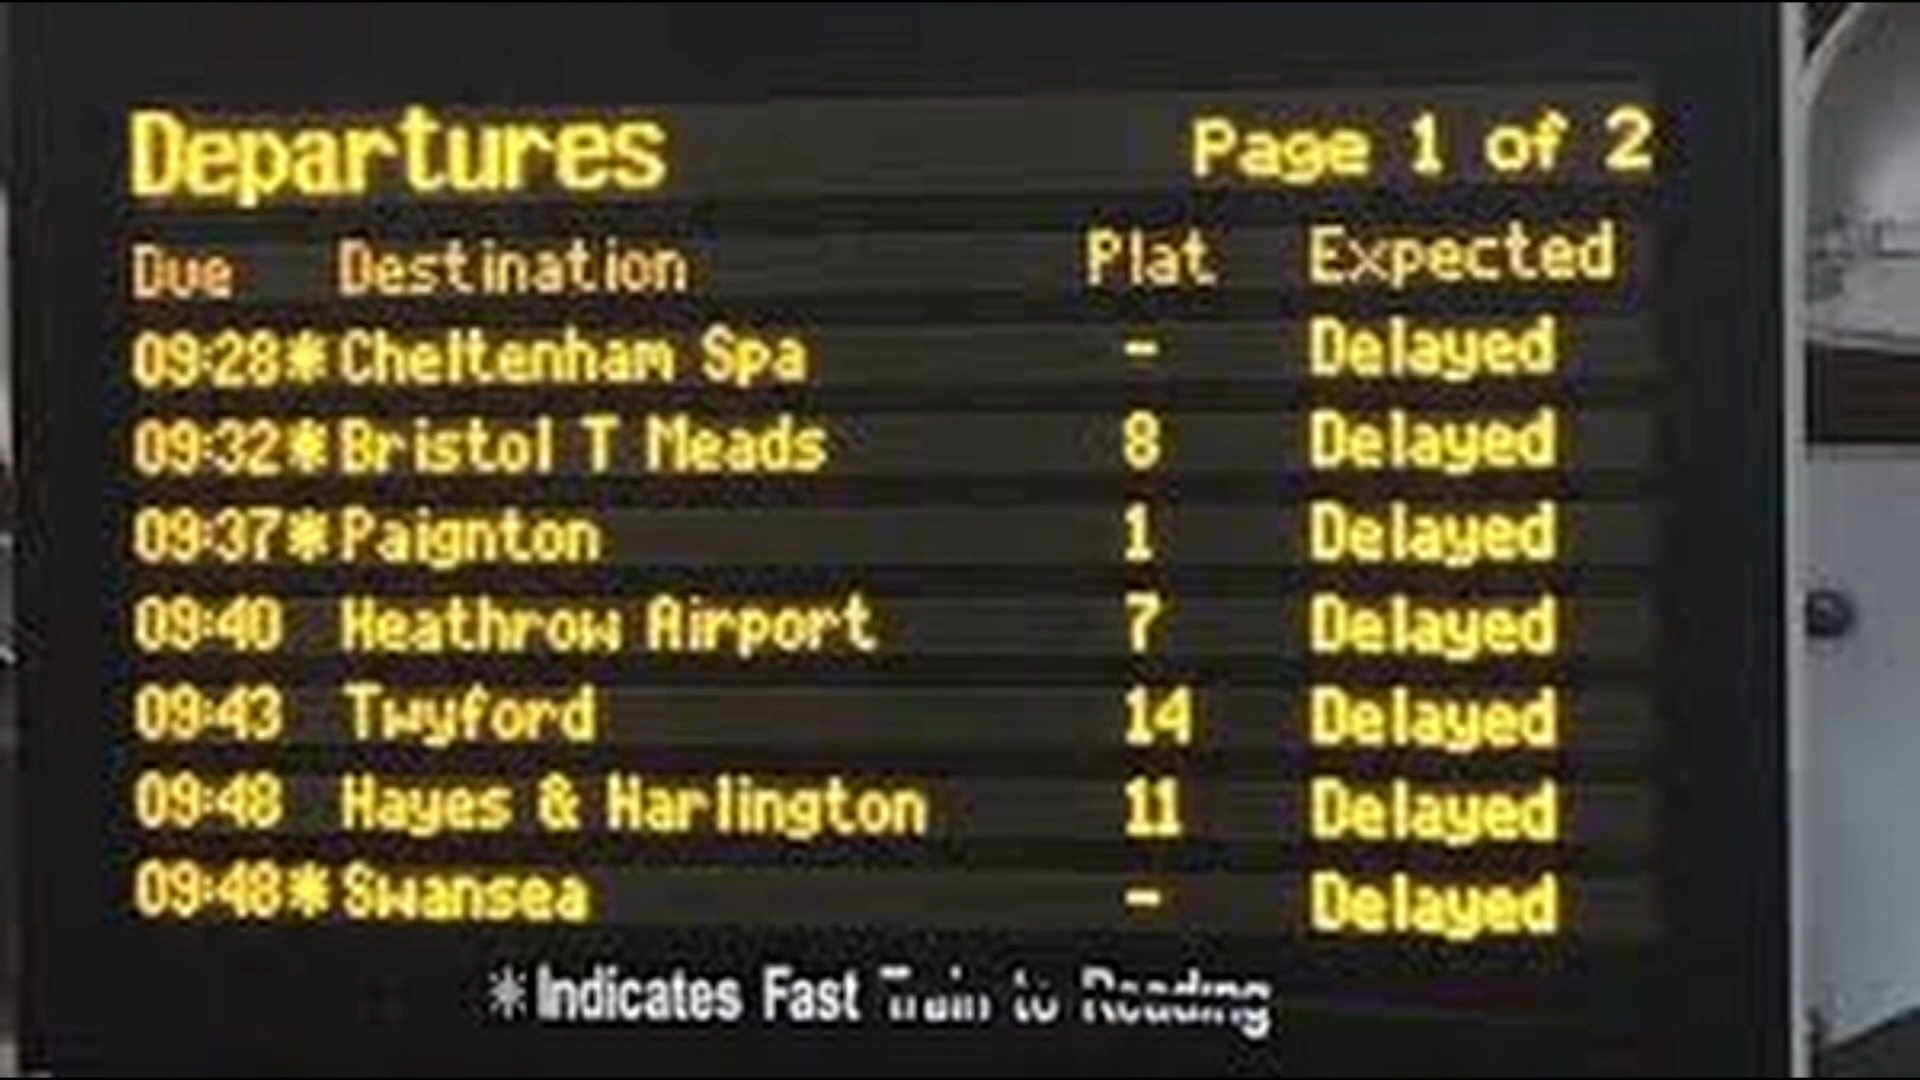 Departures Page 1 of 2
Due Destination Plat Expected
09:28*Cheltenham Spa - Delayed
09:32*Bristol T Meads 8 Delayed
09:37*Paignton 1 Delayed
09:40 Heathrow Airport 7 Delayed
09:43 Twyford 14 Delayed
09:48 Hayes & Harlington 11 Delayed
09:48*Swansea - Delayed
*Indicates Fast Train to Reading